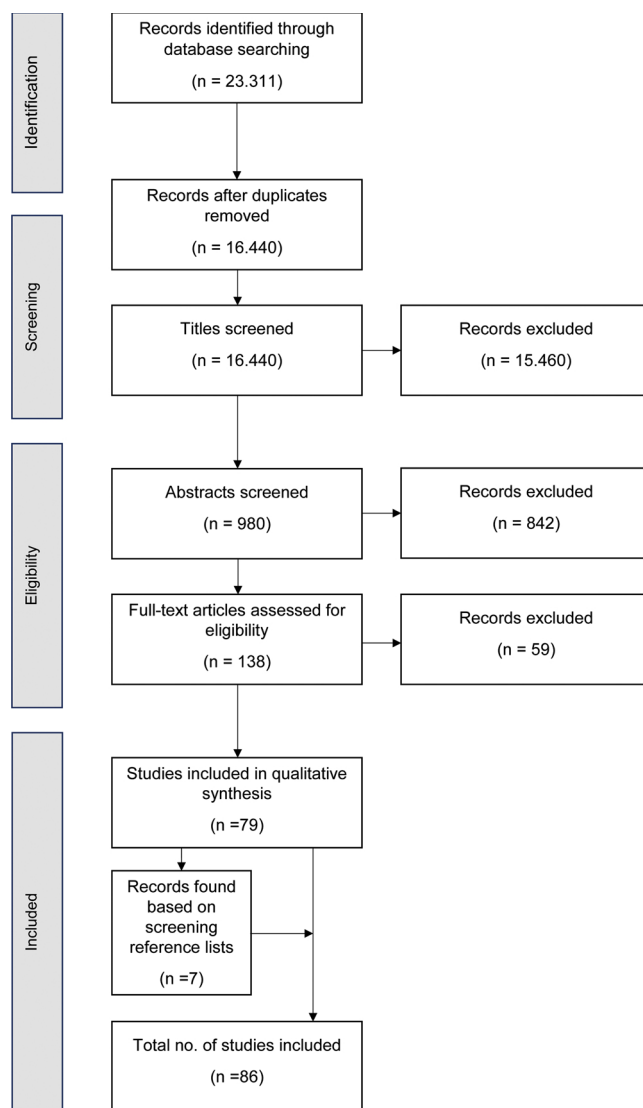 Identification
Records identified through
database searching
(n = 23.311)
Records after duplicates
removed
(n = 16.440)
Screening
Titles screened
(n = 16.440)
Records excluded
(n = 15.460)
Eligibility
Abstracts screened
(n = 980)
Records excluded
(n = 842)
Full-text articles assessed for
eligibility
(n = 138)
Records excluded
(n = 59)
Included
Studies included in qualitative
synthesis
(n =79)
Records found
based on
screening
reference lists
(n =7)
Total no. of studies included
(n =86)